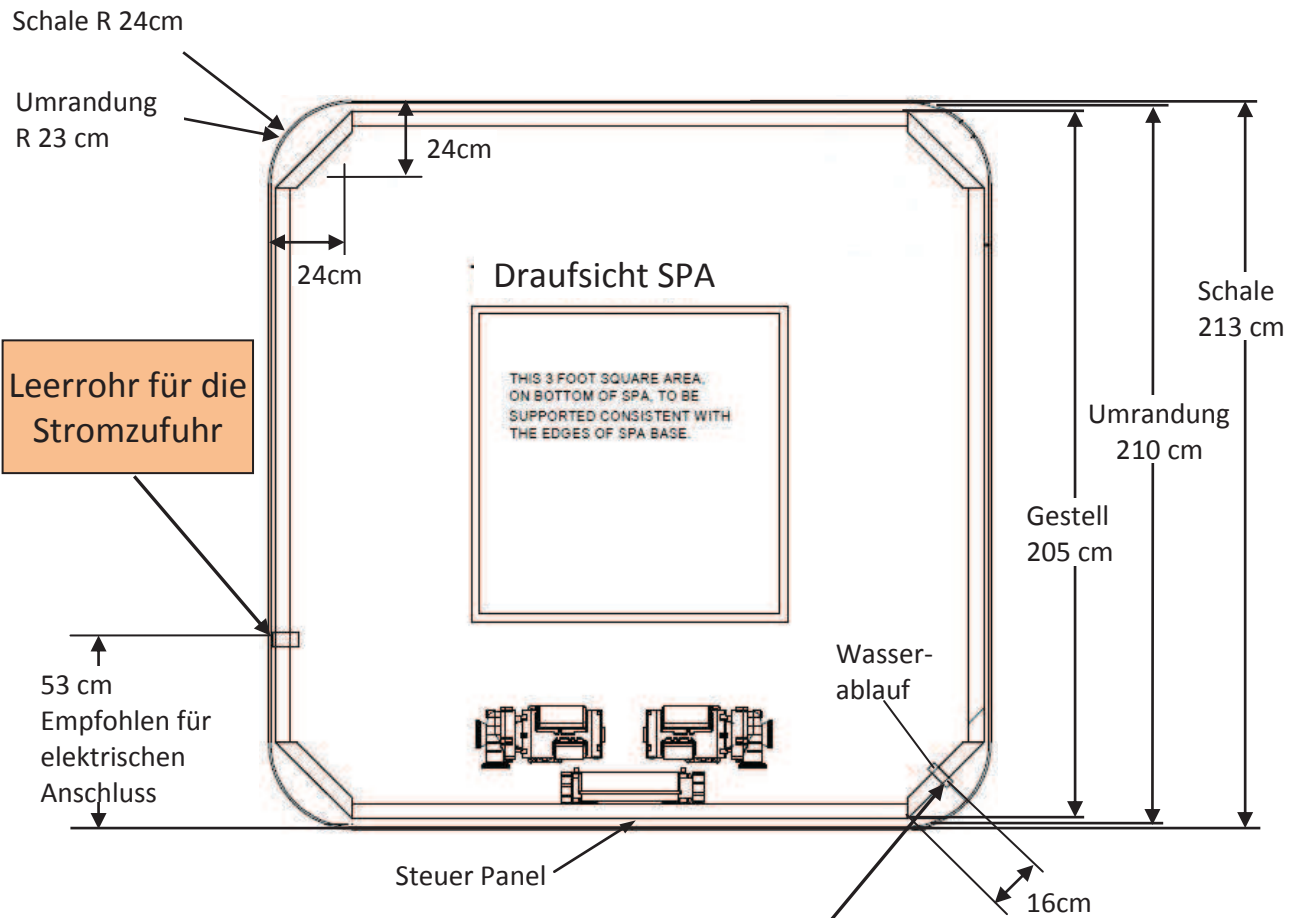 Schale R 24cm
Umrandung
R 23 cm
24cm
24cm
Draufsicht SPA
Schale
213 cm
THIS 3 FOOT SQUARE AREA,
ON BOTTOM OF SPA, TO BE
SUPPORTED CONSISTENT WITH
THE EDGES OF SPA BASE.
Leerrohr für die
Stromzufuhr
Umrandung
210 cm
Gestell
205 cm
53 cm
Empfohlen für
elektrischen
Anschluss
Wasser-
ablauf
Steuer Panel
16cm